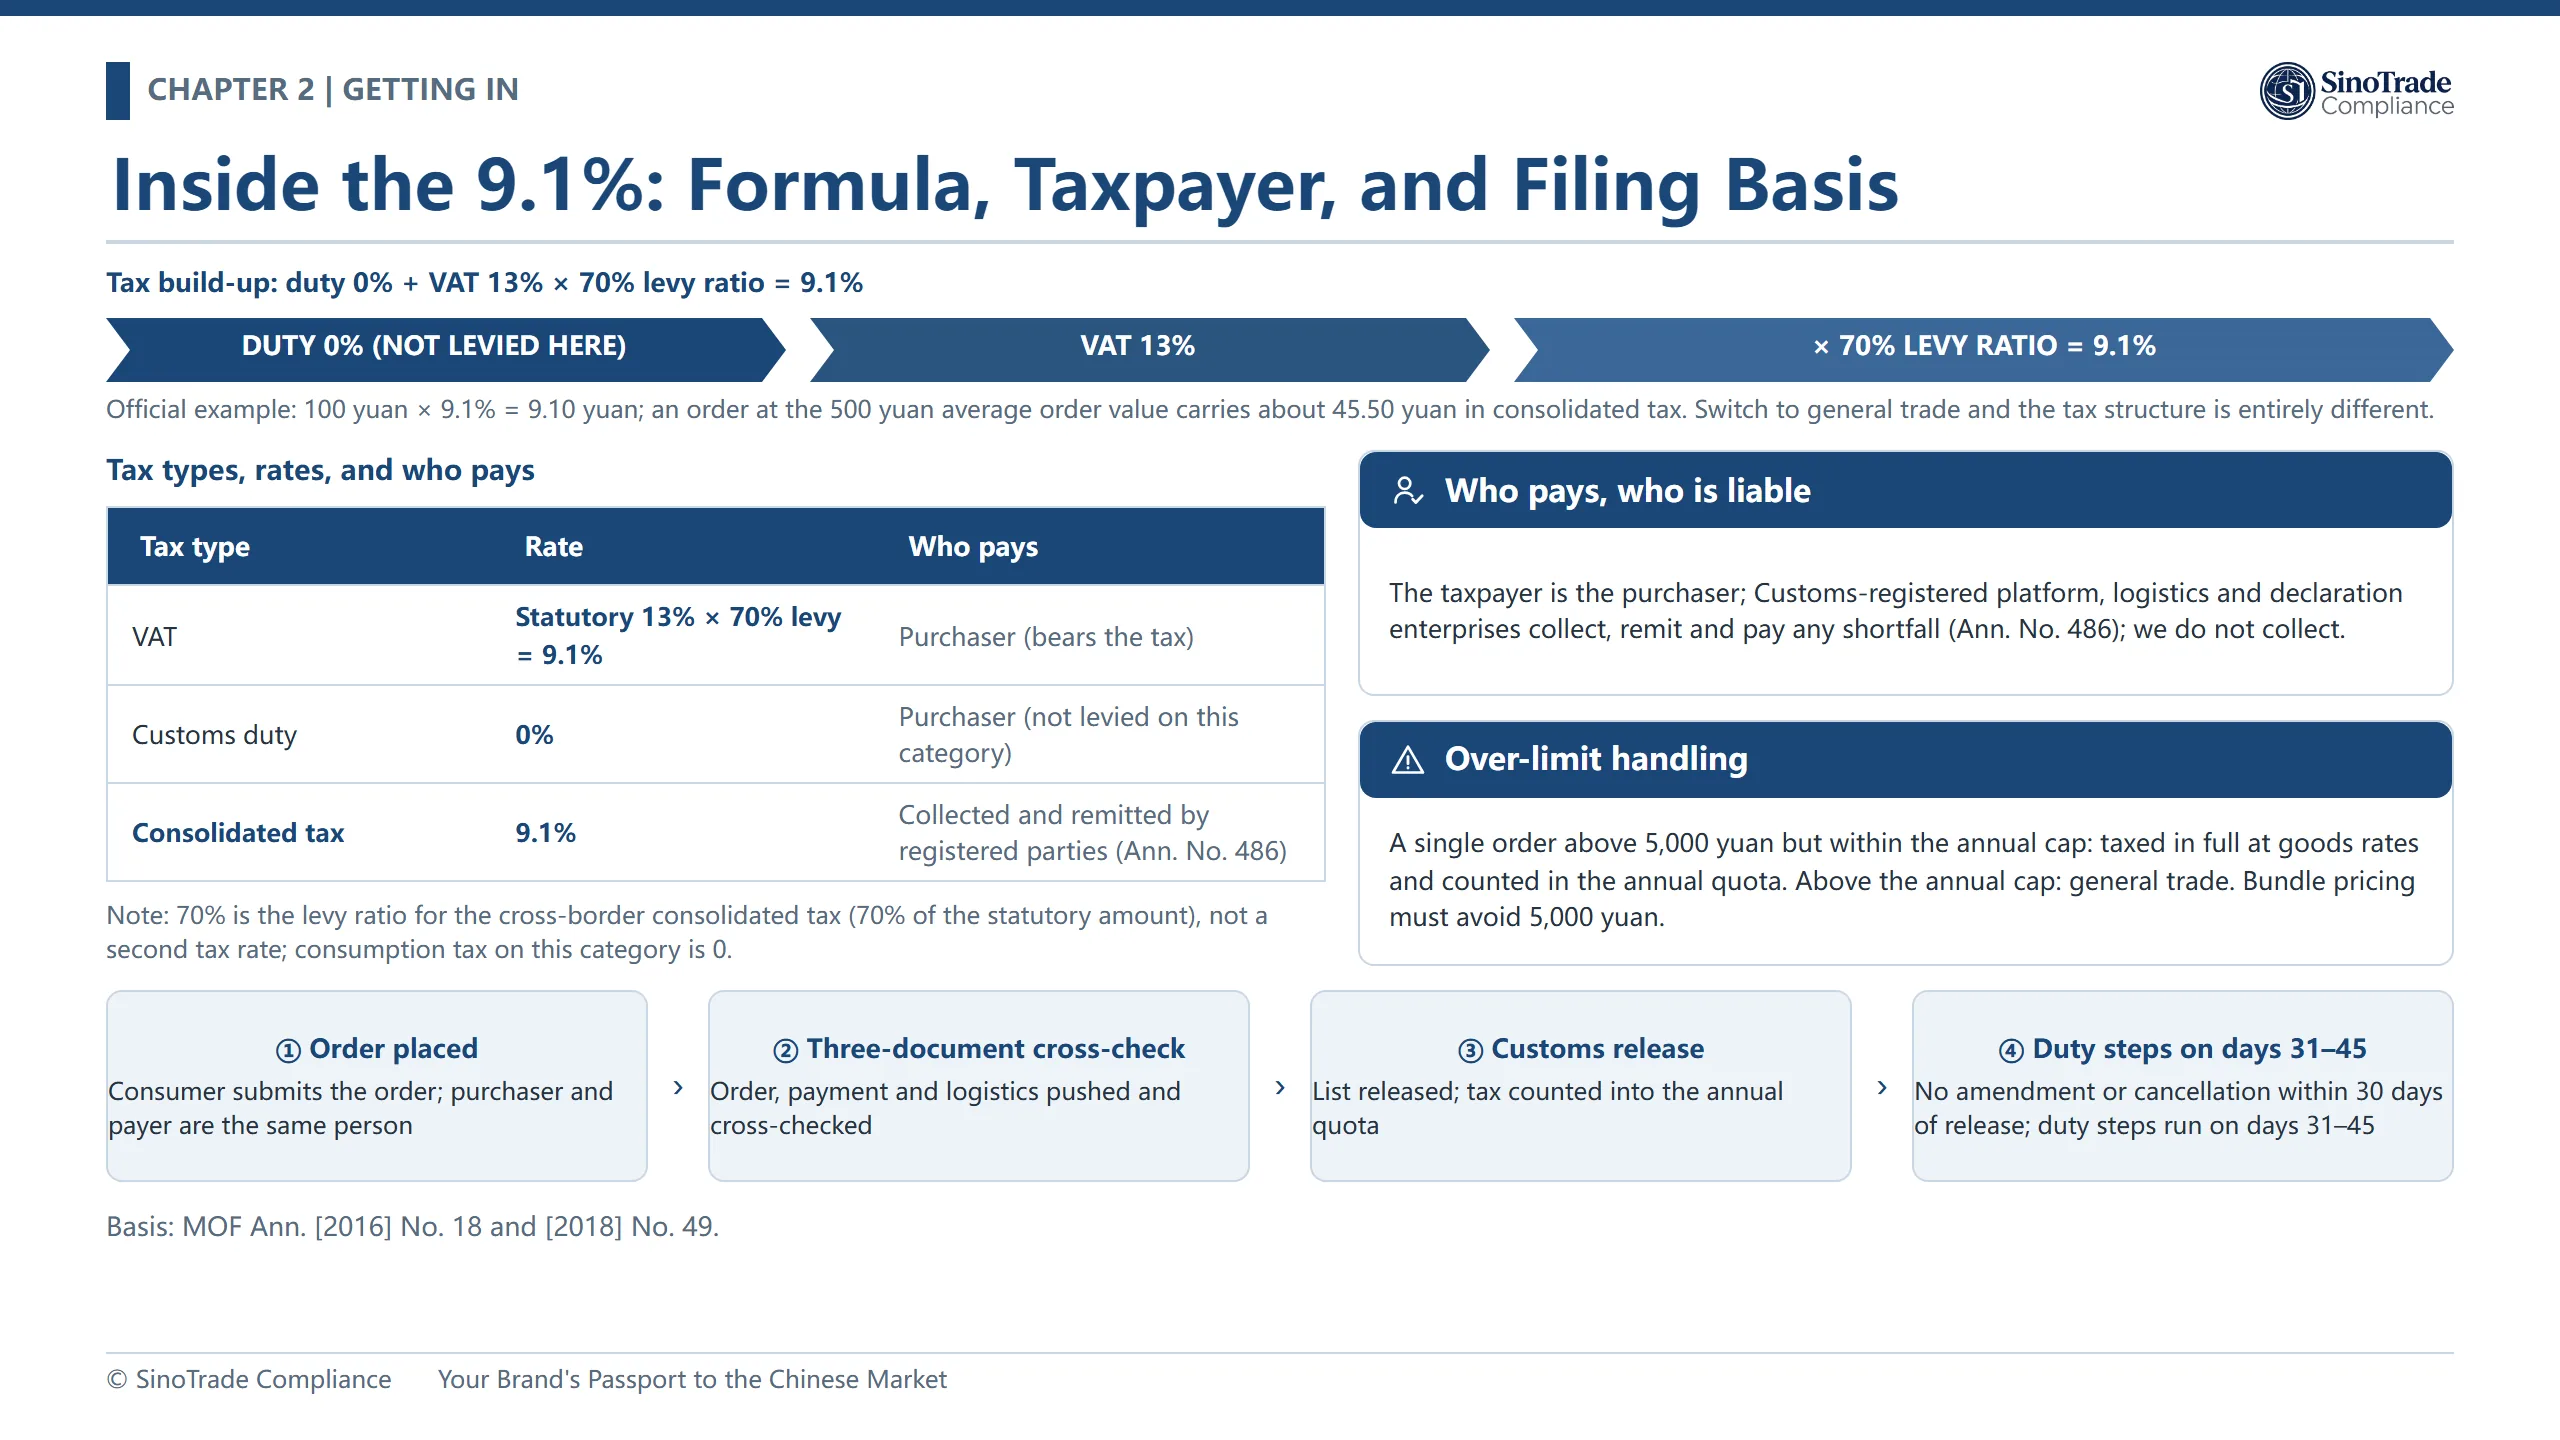 CHAPTER 2 | GETTING IN
SinoTrade
Compliance
Inside the 9.1%: Formula, Taxpayer, and Filing Basis
Tax build-up: duty 0% + VAT 13% × 70% levy ratio = 9.1%
DUTY 0% (NOT LEVIED HERE)
VAT 13%
× 70% LEVY RATIO = 9.1%
Official example: 100 yuan × 9.1% = 9.10 yuan; an order at the 500 yuan average order value carries about 45.50 yuan in consolidated tax. Switch to general trade and the tax structure is entirely different.
Tax types, rates, and who pays
Tax type Rate Who pays
VAT
Statutory 13% × 70% levy
= 9.1%
Purchaser (bears the tax)
Customs duty
0%
Purchaser (not levied on this
category)
Consolidated tax
9.1%
Collected and remitted by
registered parties (Ann. No. 486)
Note: 70% is the levy ratio for the cross-border consolidated tax (70% of the statutory amount), not a
second tax rate; consumption tax on this category is 0.
Who pays, who is liable
The taxpayer is the purchaser; Customs-registered platform, logistics and declaration
enterprises collect, remit and pay any shortfall (Ann. No. 486); we do not collect.
Over-limit handling
A single order above 5,000 yuan but within the annual cap: taxed in full at goods rates
and counted in the annual quota. Above the annual cap: general trade. Bundle pricing
must avoid 5,000 yuan.
① Order placed
Consumer submits the order; purchaser and
payer are the same person
›
② Three-document cross-check
Order, payment and logistics pushed and
cross-checked
›
③ Customs release
List released; tax counted into the annual
quota
›
④ Duty steps on days 31–45
No amendment or cancellation within 30 days
of release; duty steps run on days 31–45
Basis: MOF Ann. [2016] No. 18 and [2018] No. 49.
© SinoTrade Compliance Your Brand's Passport to the Chinese Market